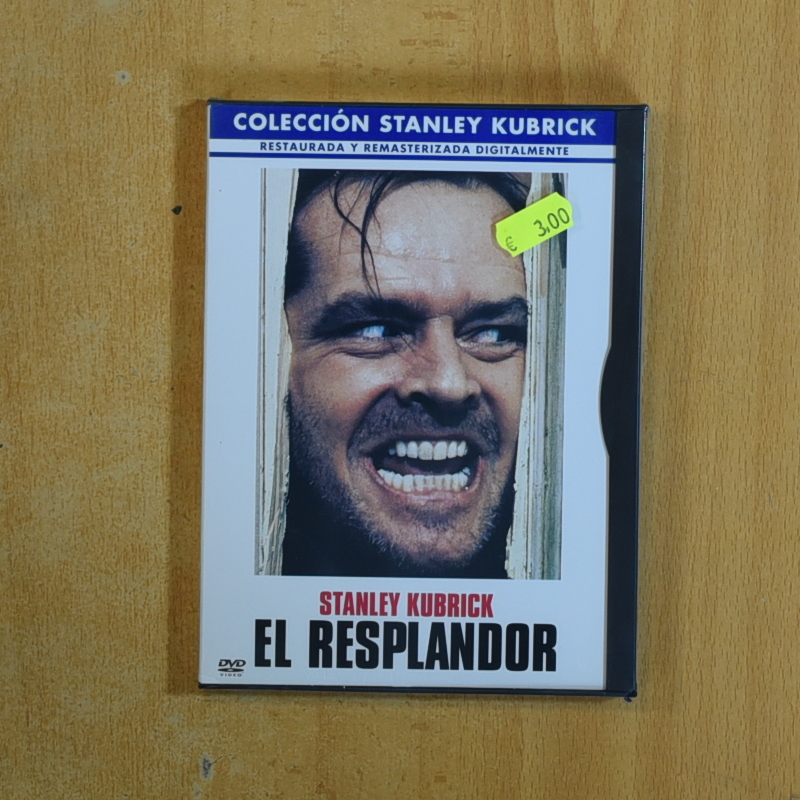 COLECCIÓN STANLEY KUBRICK
RESTAURADA Y REMASTERIZADA DIGITALMENTE
€ 3,00
STANLEY KUBRICK
EL RESPLANDOR
DVD
VIDEO